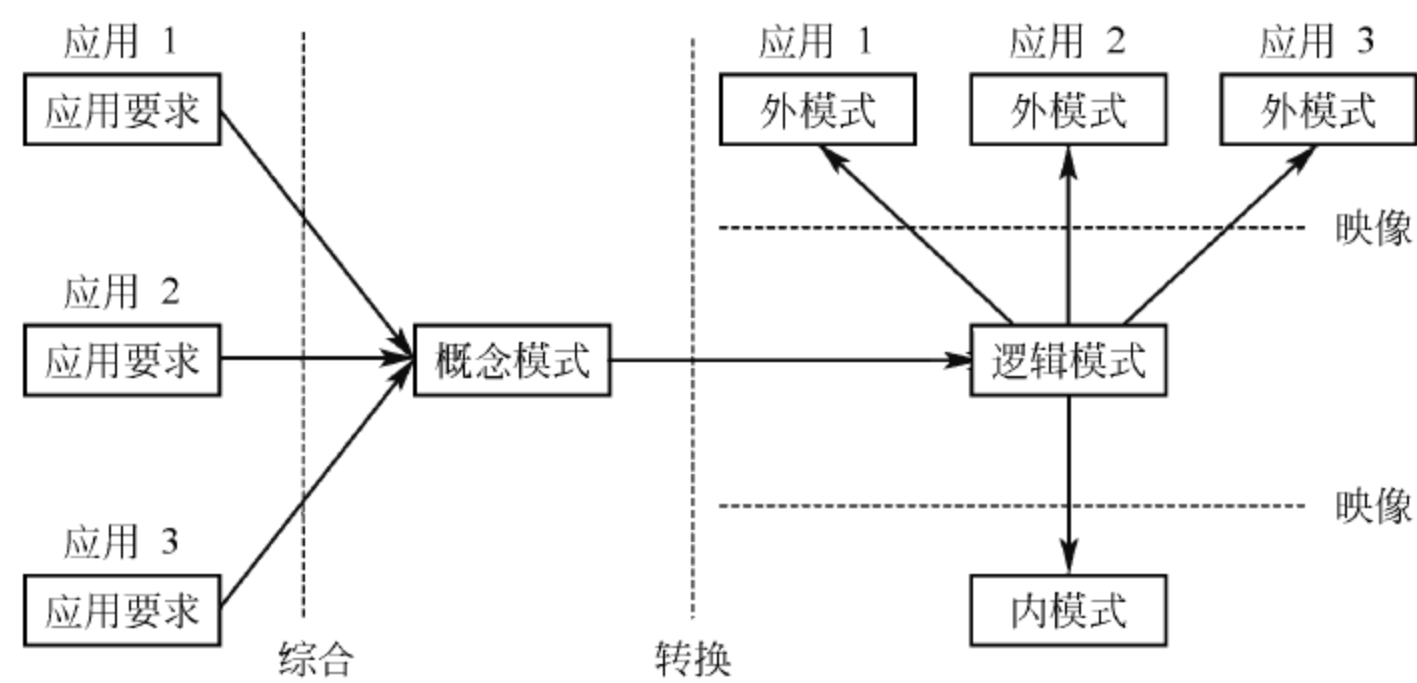 应用 1
应用要求
应用 2
应用要求
应用 3
应用要求
综合
概念模式
转换
应用 1
外模式
应用 2
外模式
应用 3
外模式
映像
逻辑模式
映像
内模式